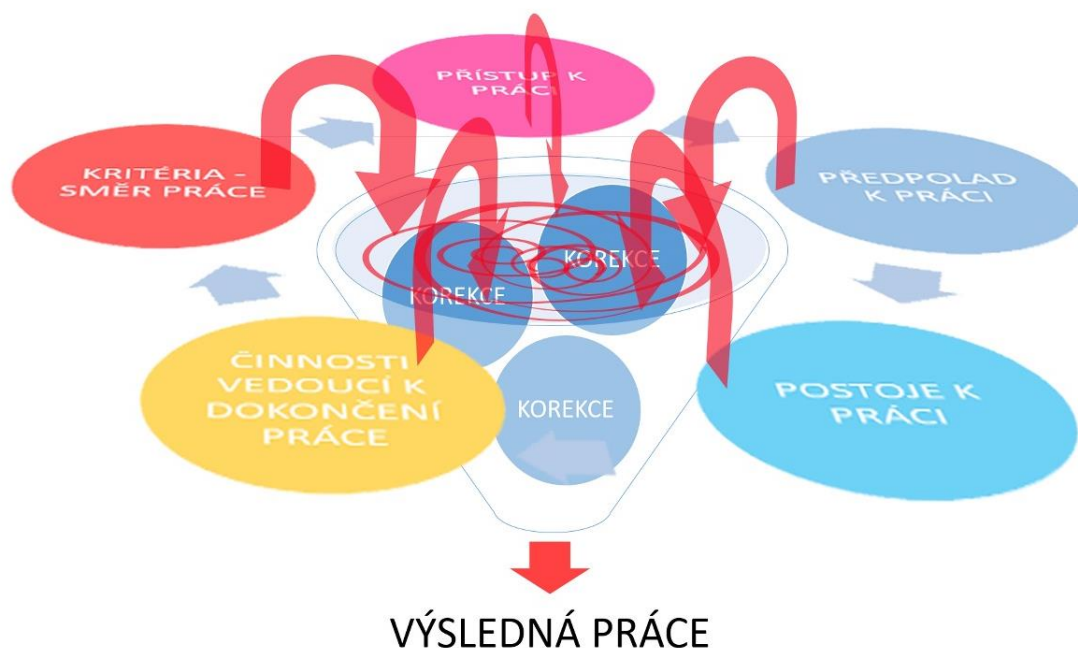 PŘÍSTUP K
PRÁCI
KRITÉRIA -
SMĚR PRÁCE
PŘEDPOLAD
K PRÁCI
KOREKCE
KOREKCE
ČINNOSTI
VEDOUCÍ K
DOKONČENÍ
PRÁCE
KOREKCE
POSTOJE K
PRÁCI
VÝSLEDNÁ PRÁCE